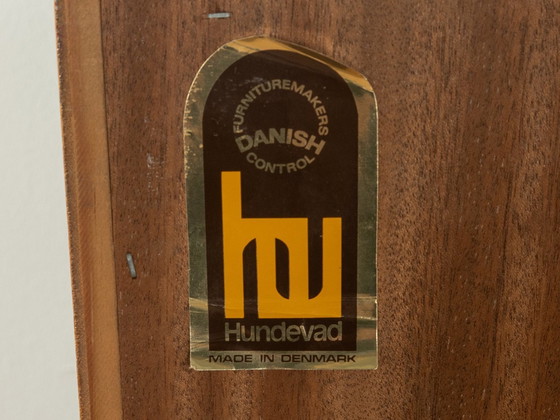 FURNITUREMAKERS
DANISH
CONTROL
hu
Hundevad
MADE IN DENMARK